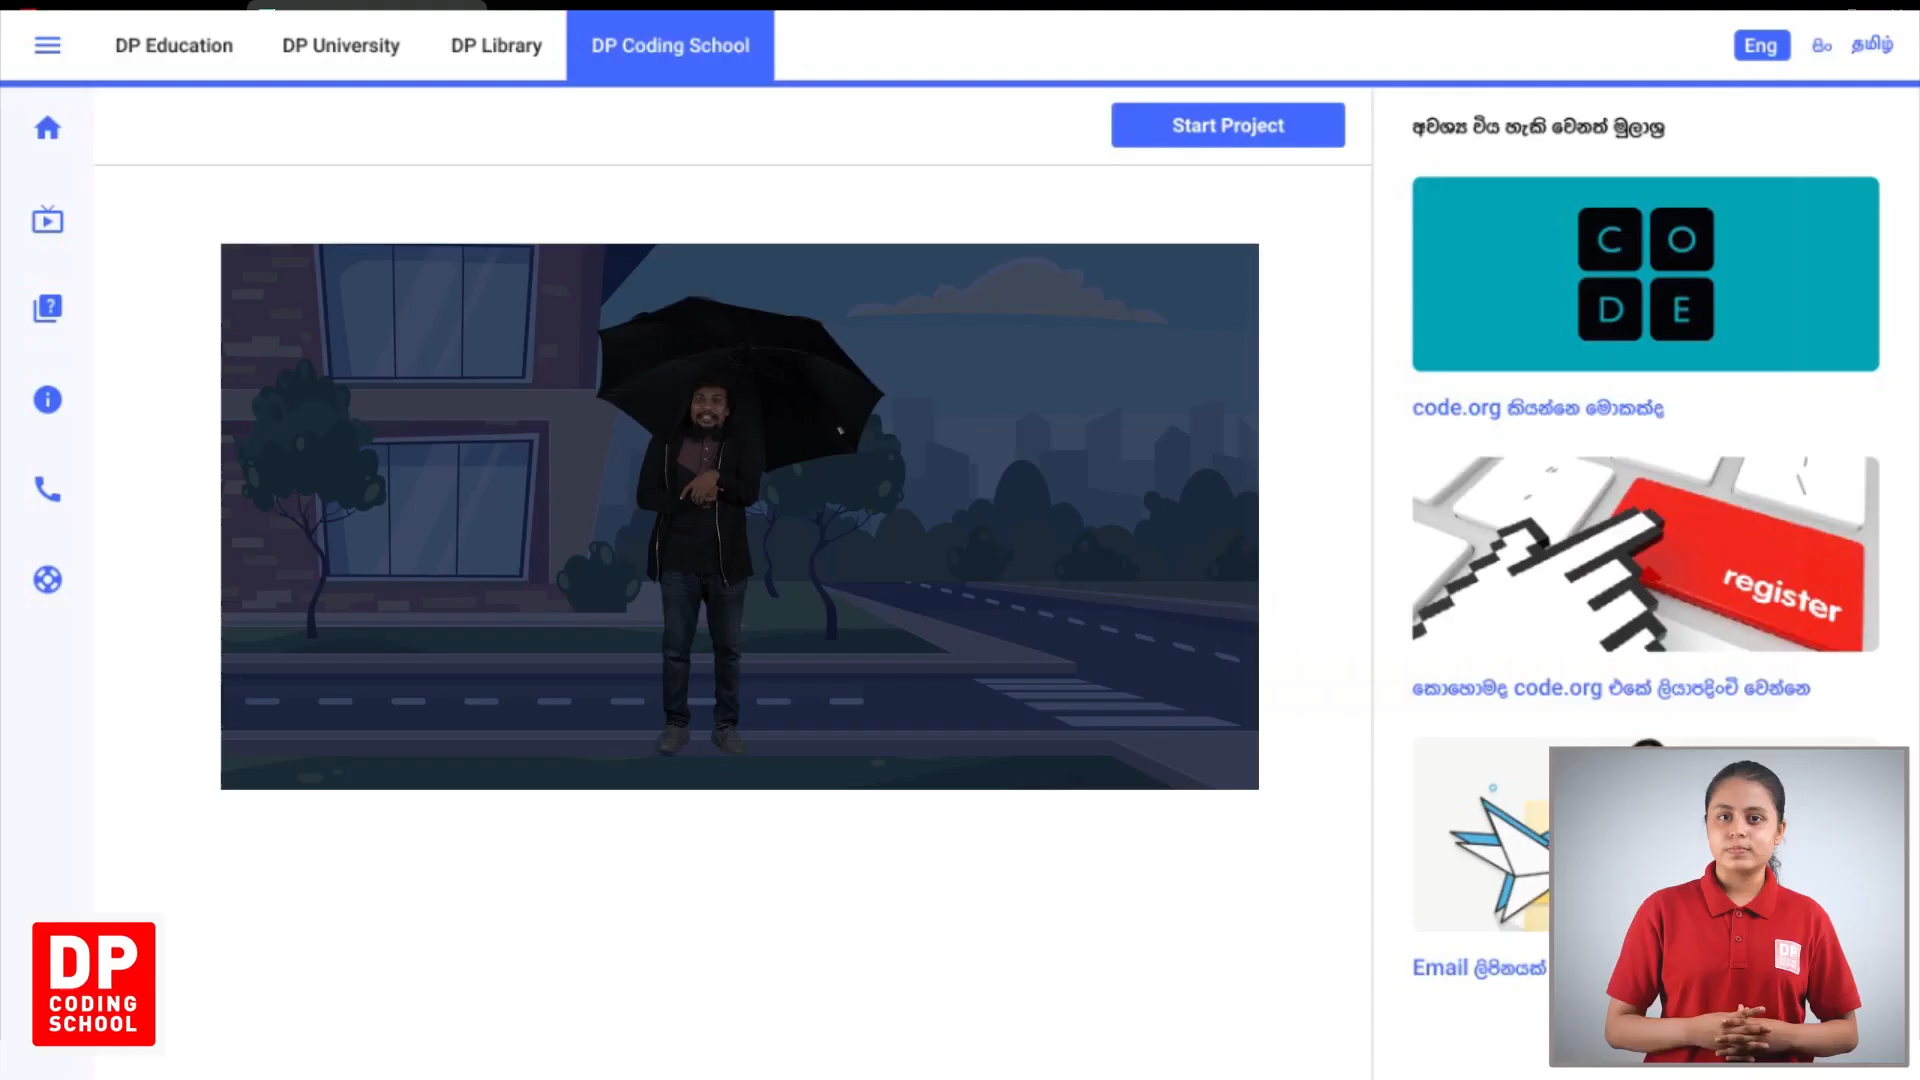 DP Education
DP University
DP Library
DP Coding School
Eng
සිං
தமிழ்
Start Project
අවශ්‍ය විය හැකි වෙනත් මූලාශ්‍ර
C O
D E
code.org කියන්නෙ මොකක්ද
register
කොහොමද code.org එකේ ලියාපදිංචි වෙන්නෙ
Email ලිපිනයක්
DP
CODING
SCHOOL
DP